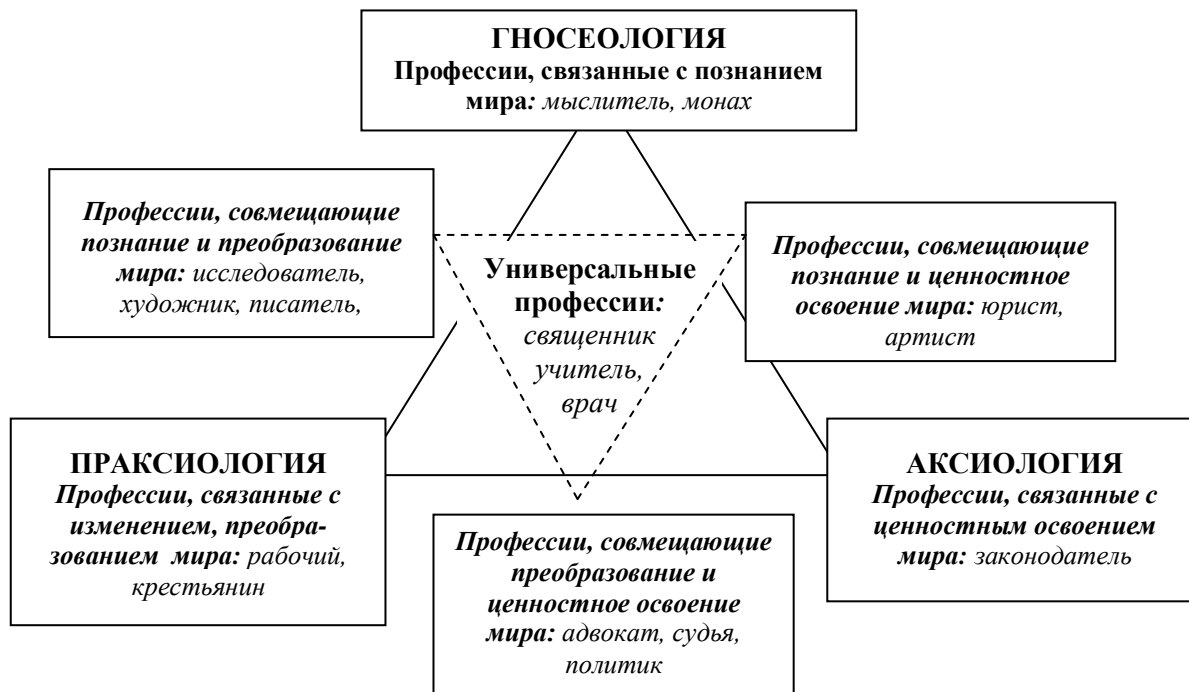 ГНОСЕОЛОГИЯ
Профессии, связанные с познанием
мира: мыслитель, монах
Профессии, совмещающие
познание и преобразование
мира: исследователь,
художник, писатель,
Универсальные
профессии:
священник
учитель,
врач
Профессии, совмещающие
познание и ценностное
освоение мира: юрист,
артист
ПРАКСИОЛОГИЯ
Профессии, связанные с
изменением, преобра-
зованием мира: рабочий,
крестьянин
Профессии, совмещающие
преобразование и
ценностное освоение
мира: адвокат, судья,
политик
АКСИОЛОГИЯ
Профессии, связанные с
ценностным освоением
мира: законодатель